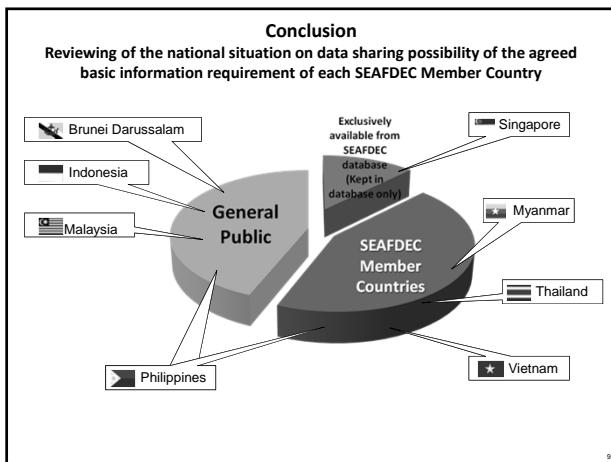 Conclusion
Reviewing of the national situation on data sharing possibility of the agreed
basic information requirement of each SEAFDEC Member Country
Exclusively
available from
SEAFDEC
database
(Kept in
database only)
Singapore
Brunei Darussalam
Indonesia
Malaysia
General
Public
Myanmar
SEAFDEC
Member
Countries
Thailand
Philippines
Vietnam
9